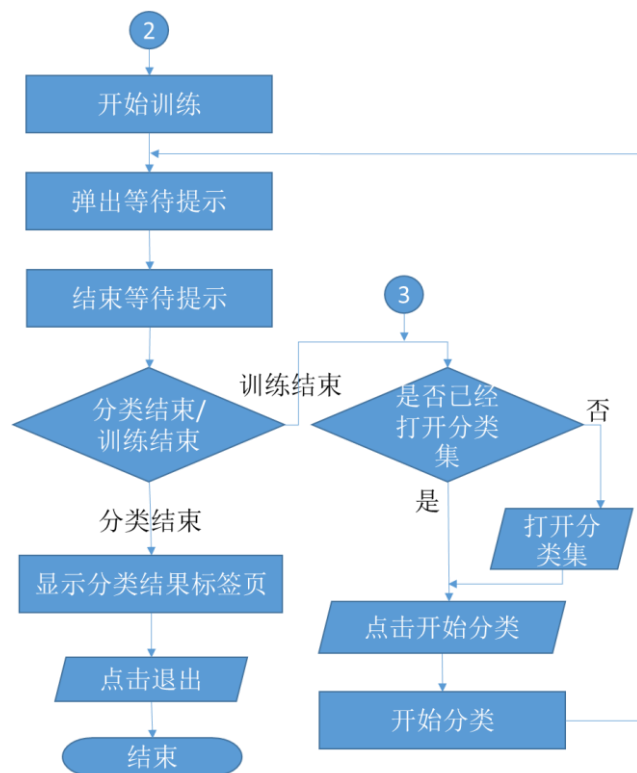 2
开始训练
弹出等待提示
结束等待提示
3
训练结束
分类结束/
训练结束
是否已经
打开分类
集
否
是
分类结束
打开分
类集
显示分类结果标签页
点击开始分类
点击退出
开始分类
结束